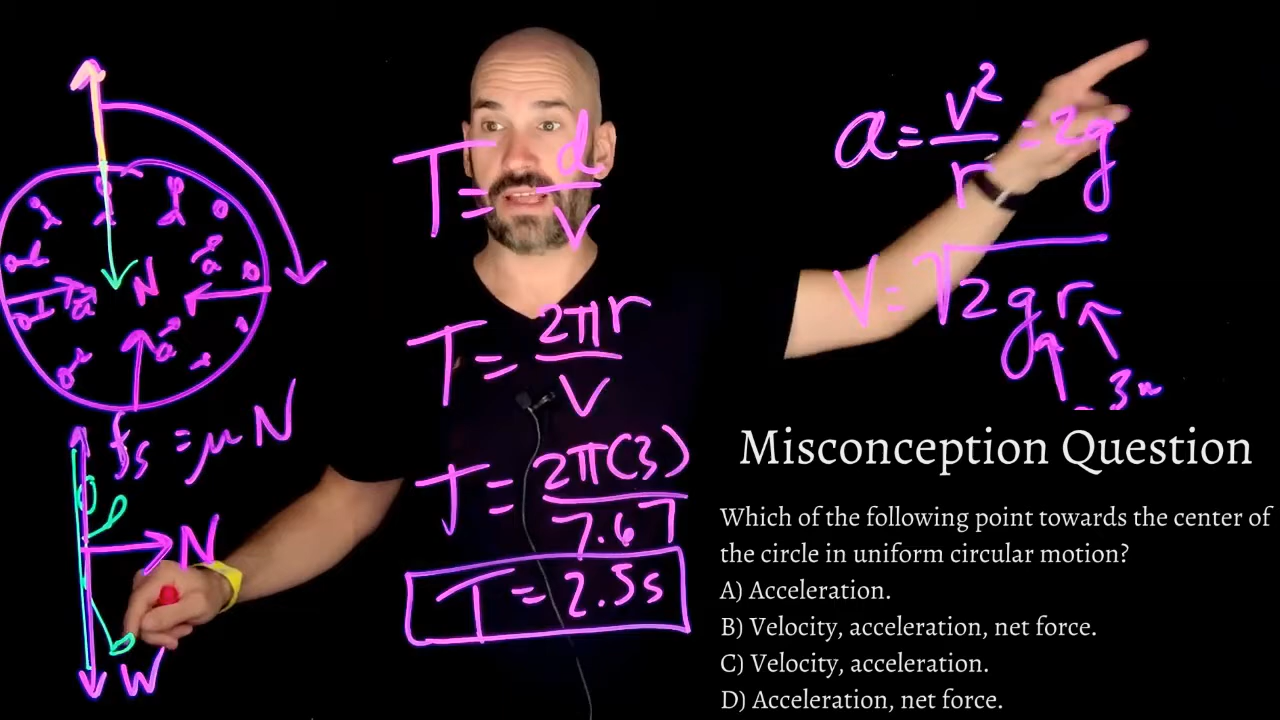 T = d/v
T = 2πr/v
T = 2π(3)/7.67
T = 2.5s
a = v²/r = 2g
v = √2gr
3m
N
a
a
a
fs = μN
N
W
Misconception Question
Which of the following point towards the center of
the circle in uniform circular motion?
A) Acceleration.
B) Velocity, acceleration, net force.
C) Velocity, acceleration.
D) Acceleration, net force.